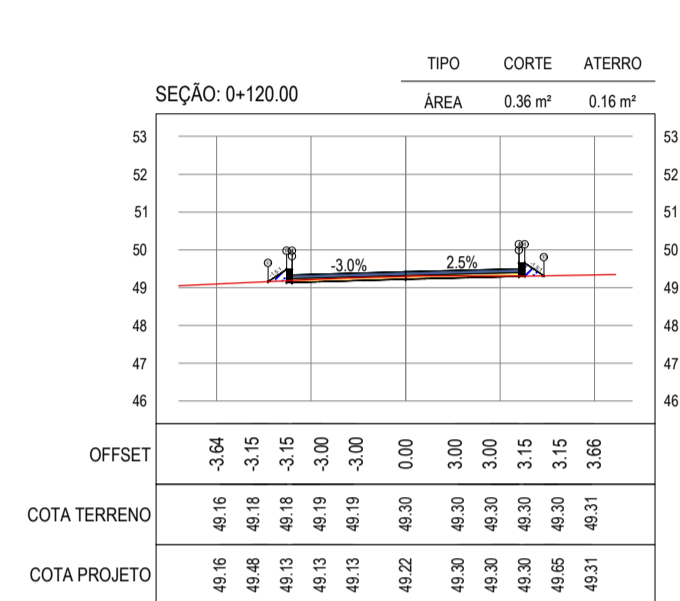 TIPO CORTE ATERRO
SEÇÃO: 0+120.00
ÁREA 0.36 m² 0.16 m²
53 53
52 52
51 51
50 50
-3.0% 2.5%
49 49
48 48
47 47
46 46
OFFSET -3.64 -3.15 -3.15 -3.00 -3.00 0.00 3.00 3.00 3.15 3.15 3.66
COTA TERRENO 49.16 49.18 49.18 49.19 49.19 49.30 49.30 49.30 49.30 49.30 49.31
COTA PROJETO 49.16 49.48 49.13 49.13 49.13 49.22 49.30 49.30 49.30 49.65 49.31